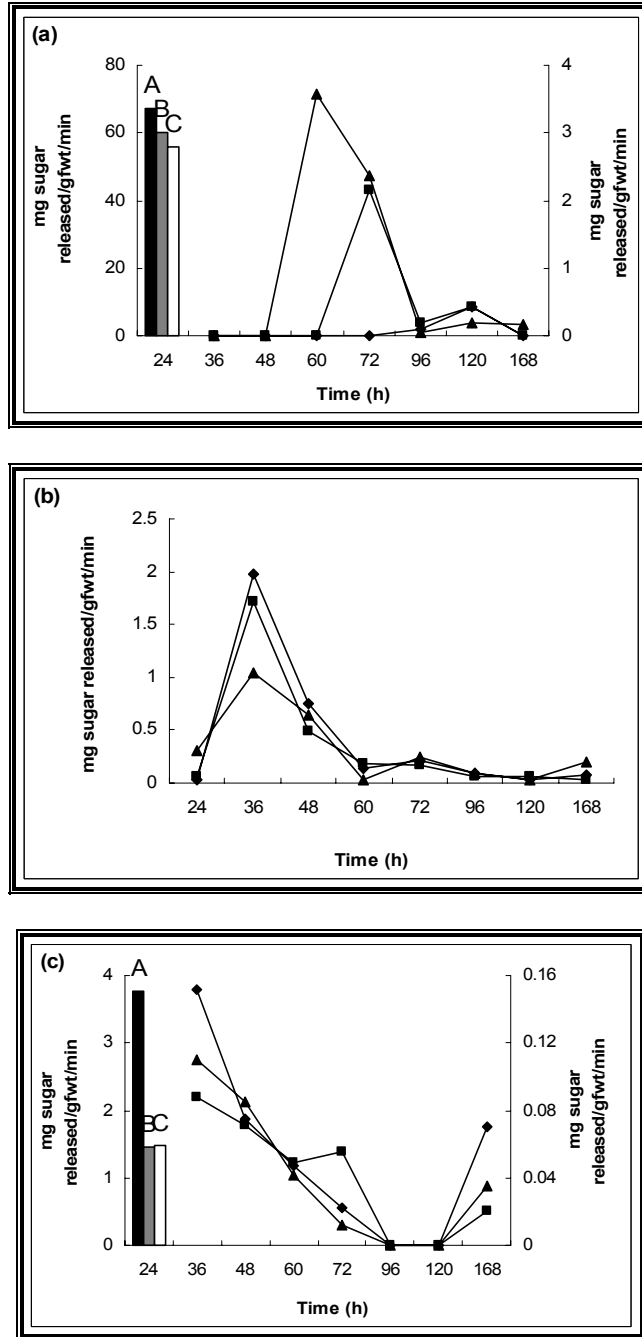 (a)
80
60
40
20
0
A
B
C
4
3
2
1
0
mg sugar
released/gfwt/min
mg sugar
released/gfwt/min
24 36 48 60 72 96 120 168
Time (h)
(b)
2.5
2
1.5
1
0.5
0
mg sugar released/gfwt/min
24 36 48 60 72 96 120 168
Time (h)
(c)
4
3
2
1
0
A
B C
0.16
0.12
0.08
0.04
0
mg sugar
released/gfwt/min
mg sugar
released/gfwt/min
24 36 48 60 72 96 120 168
Time (h)